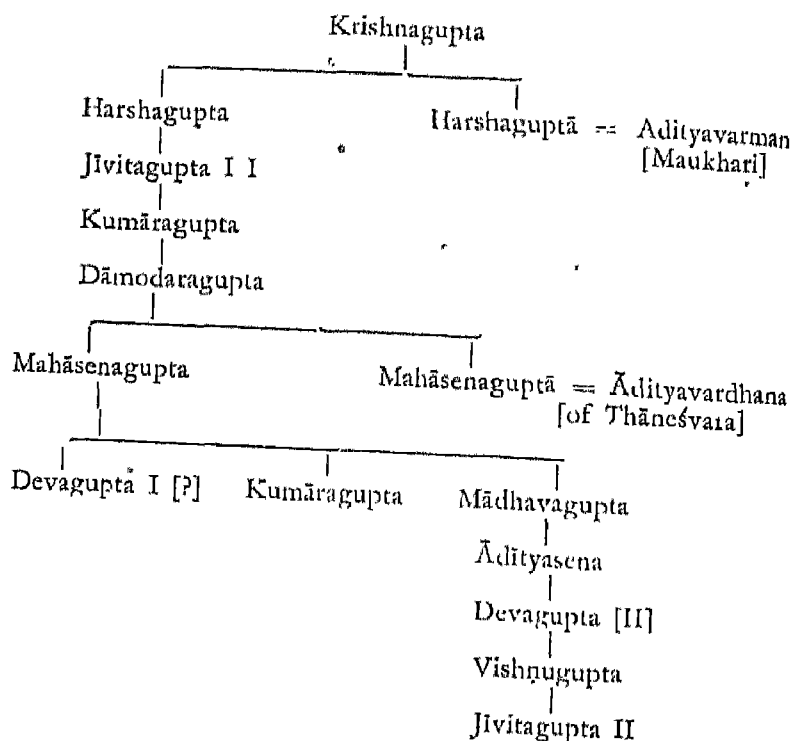 Krishnagupta
Harshagupta Harshaguptā = Adityavarman
[Maukhari]
Jīvitagupta I I
Kumāragupta
Dāmodaragupta
Mahāsenagupta Mahāsenaguptā = Ādityavardhana
[of Thāneśvara]
Devagupta I [?] Kumāragupta Mādhavagupta
Ādityasena
Devagupta [II]
Vishṇugupta
Jīvitagupta II